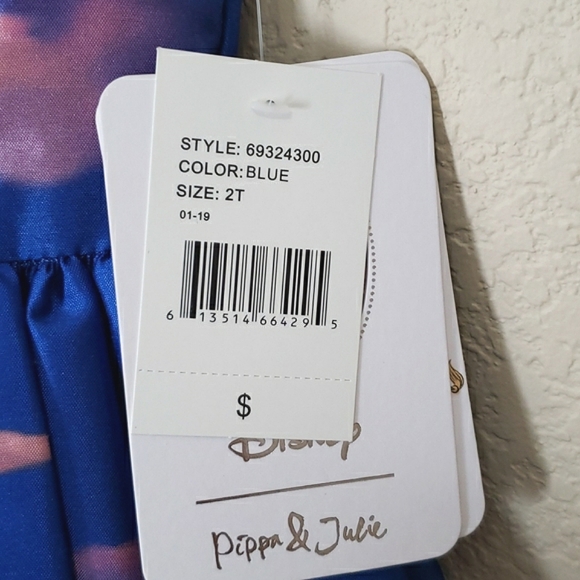 STYLE: 69324300
COLOR: BLUE
SIZE: 2T
01-19
6 13514 66429 5
$
Disney
Pippa & Julie